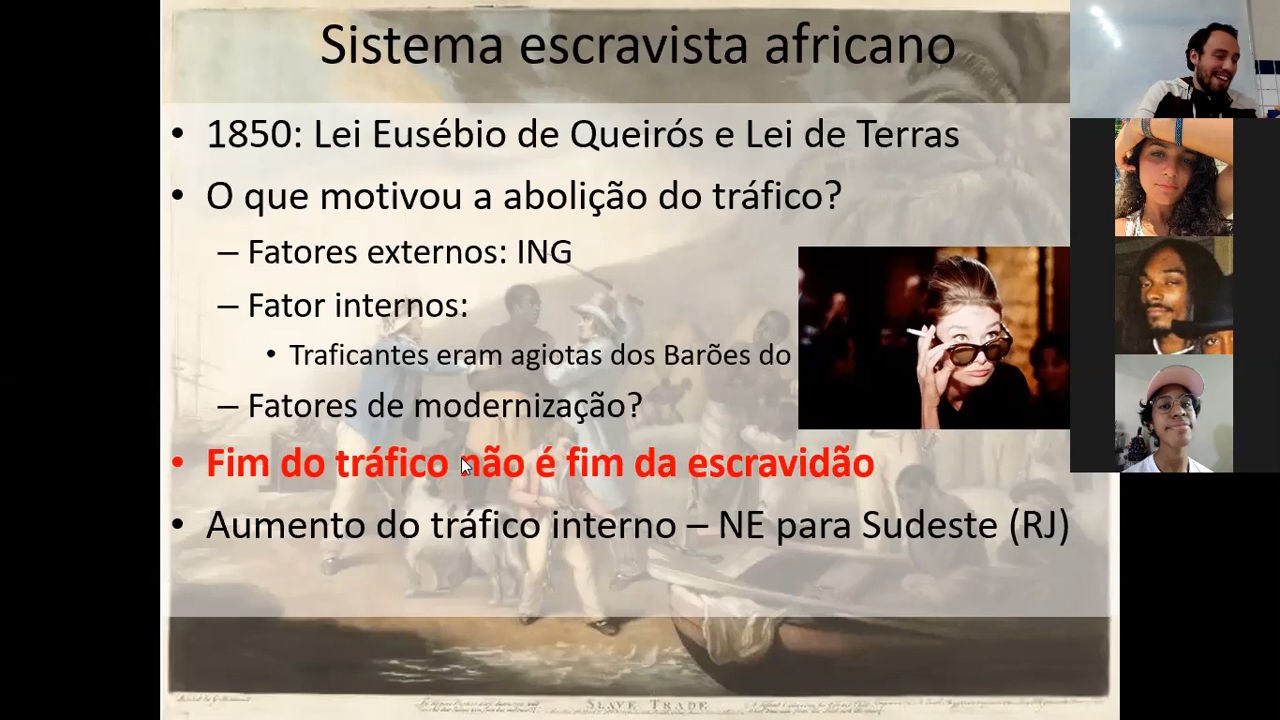 Sistema escravista africano
• 1850: Lei Eusébio de Queirós e Lei de Terras
• O que motivou a abolição do tráfico?
– Fatores externos: ING
– Fator internos:
• Traficantes eram agiotas dos Barões do
– Fatores de modernização?
• Fim do tráfico não é fim da escravidão
• Aumento do tráfico interno – NE para Sudeste (RJ)
SLAVE TRADE